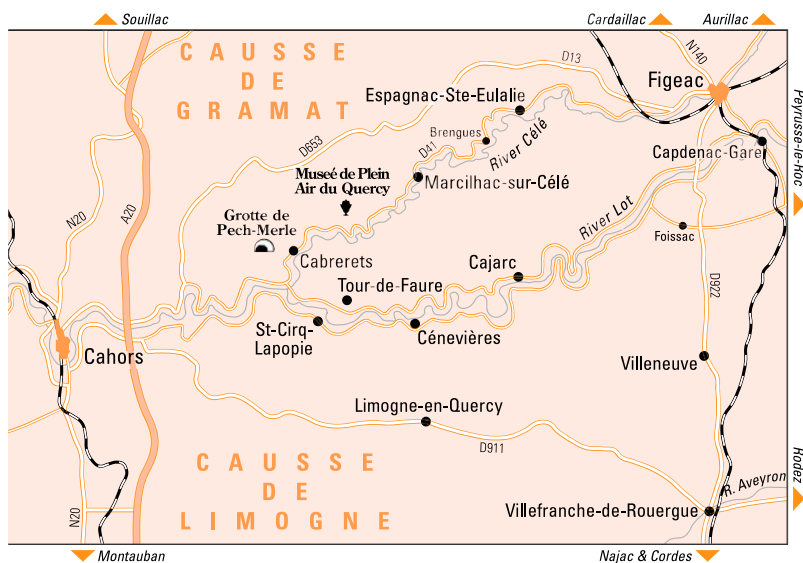 Souillac
Cardaillac
Aurillac
CAUSSE
DE
GRAMAT
D13
N140
Figeac
Espagnac-Ste-Eulalie
Peyrusse-le-Roc
Brengues
River Célé
D653
D41
Capdenac-Gare
Museé de Plein
Air du Quercy
Marcilhac-sur-Célé
N20
A20
Grotte de
Pech-Merle
River Lot
Foissac
Cabrerets
Cajarc
Tour-de-Faure
D922
St-Cirq-
Lapopie
Cénevières
Cahors
Villeneuve
Limogne-en-Quercy
D911
CAUSSE
DE
LIMOGNE
Rodez
R. Aveyron
N20
Villefranche-de-Rouergue
Montauban
Najac & Cordes